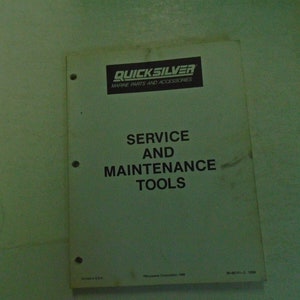 QUICKSILVER
MARINE PARTS AND ACCESSORIES
SERVICE
AND
MAINTENANCE
TOOLS